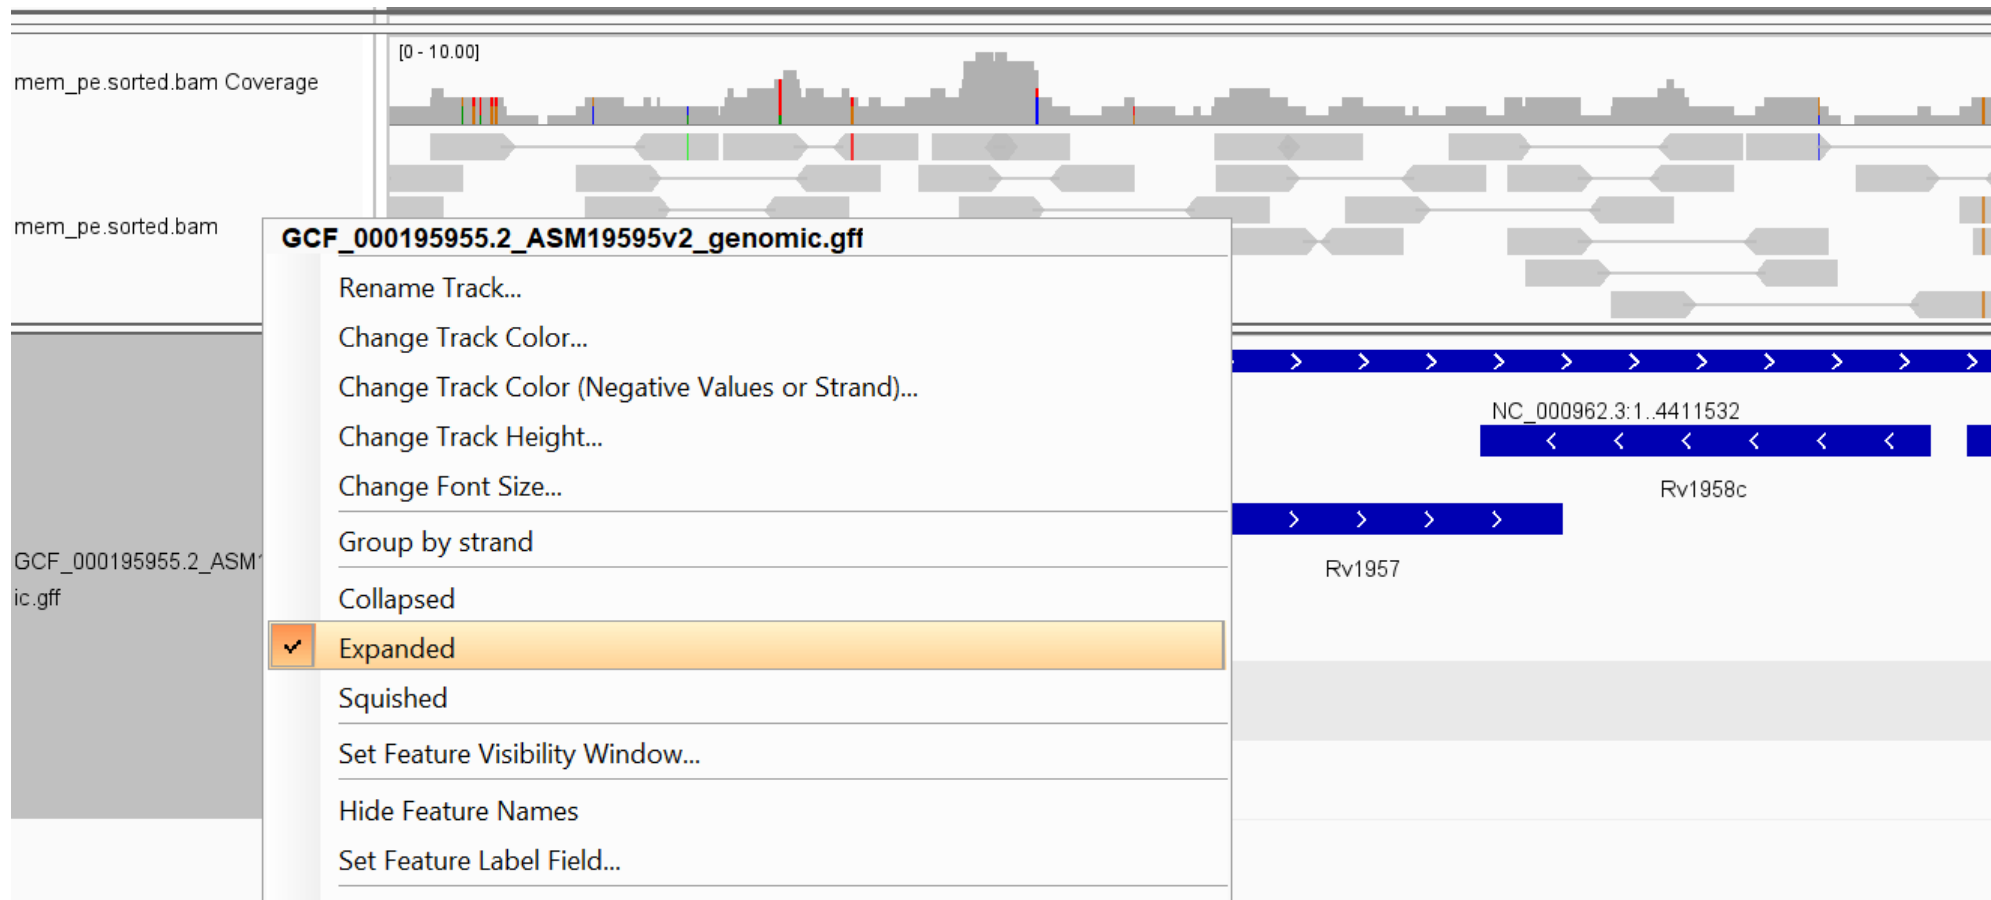 [0 - 10.00]
mem_pe.sorted.bam Coverage
mem_pe.sorted.bam
GCF_000195955.2_ASM19595v2_genomic.gff
Rename Track...
Change Track Color...
Change Track Color (Negative Values or Strand)...
Change Track Height...
Change Font Size...
Group by strand
Collapsed
Expanded
Squished
Set Feature Visibility Window...
Hide Feature Names
Set Feature Label Field...
NC_000962.3:1..4411532
Rv1958c
Rv1957
GCF_000195955.2_ASM
ic.gff